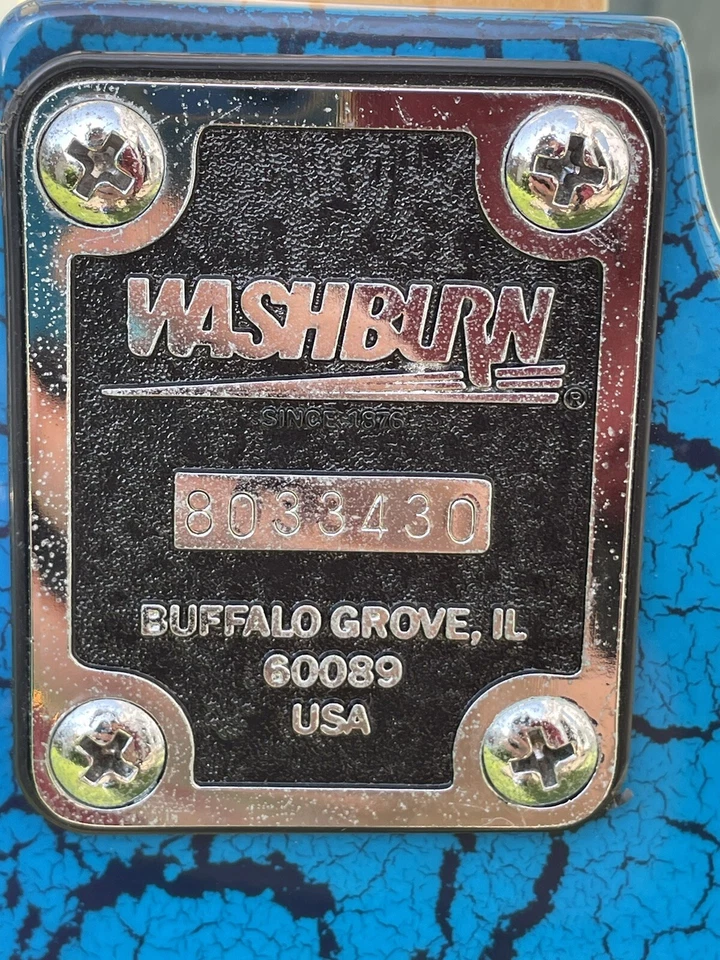 WASHBURN®
SINCE 1876
8033430
BUFFALO GROVE, IL
60089
USA